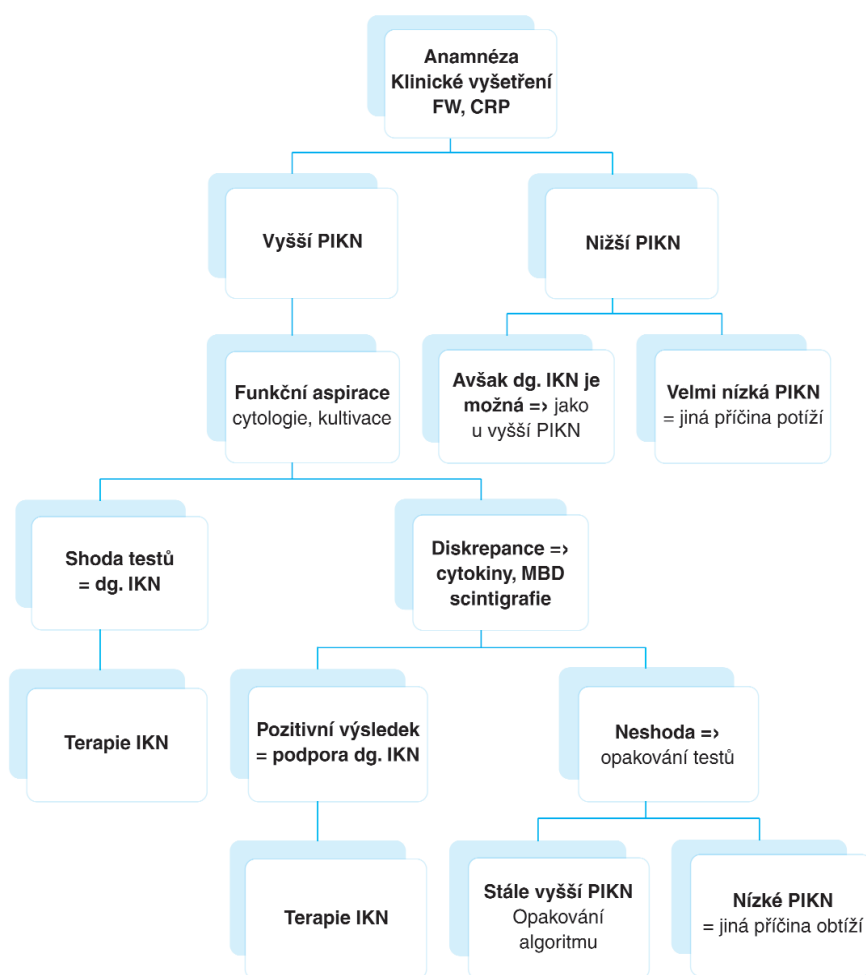 Anamnéza
Klinické vyšetření
FW, CRP
Vyšší PIKN
Nižší PIKN
Funkční aspirace
cytologie, kultivace
Avšak dg. IKN je
možná => jako
u vyšší PIKN
Velmi nízká PIKN
= jiná příčina potíží
Shoda testů
= dg. IKN
Diskrepance =>
cytokiny, MBD
scintigrafie
Terapie IKN
Pozitivní výsledek
= podpora dg. IKN
Neshoda =>
opakování testů
Terapie IKN
Stále vyšší PIKN
Opakování
algoritmu
Nízké PIKN
= jiná příčina obtíží